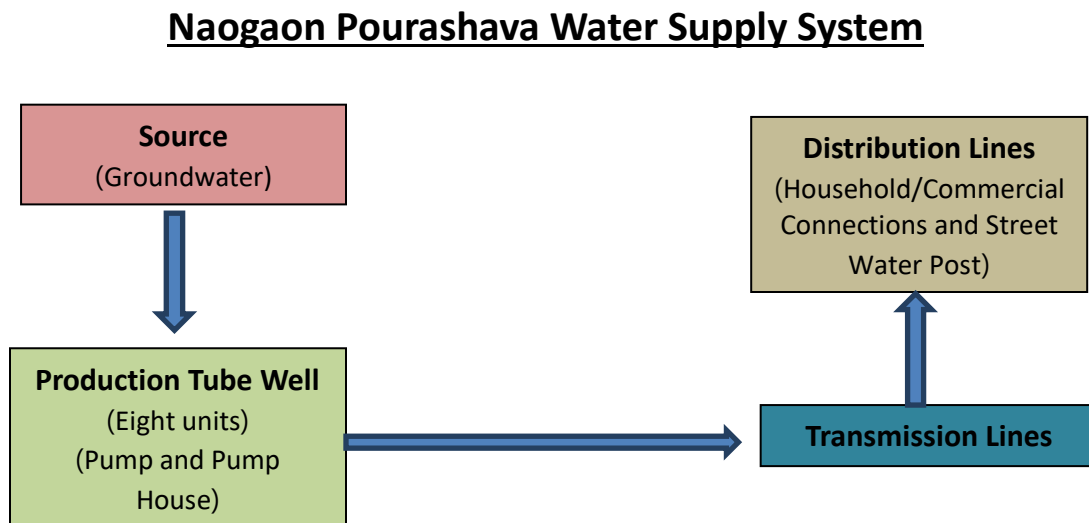 Naogaon Pourashava Water Supply System
Source
(Groundwater)
Production Tube Well
(Eight units)
(Pump and Pump
House)
Transmission Lines
Distribution Lines
(Household/Commercial
Connections and Street
Water Post)